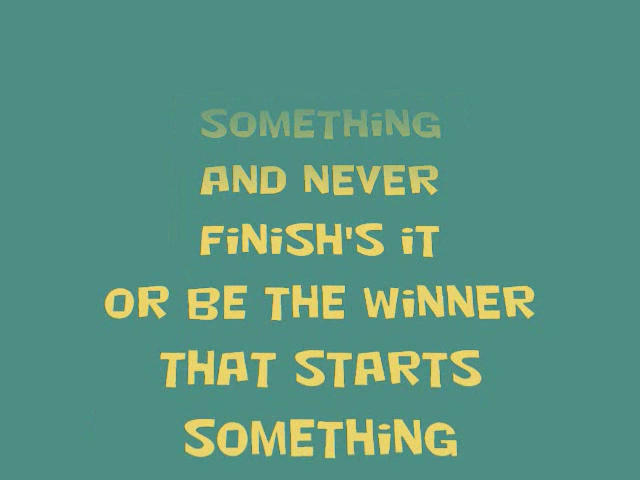 SOMETHING
AND NEVER
FINISH'S IT
OR BE THE WINNER
THAT STARTS
SOMETHING